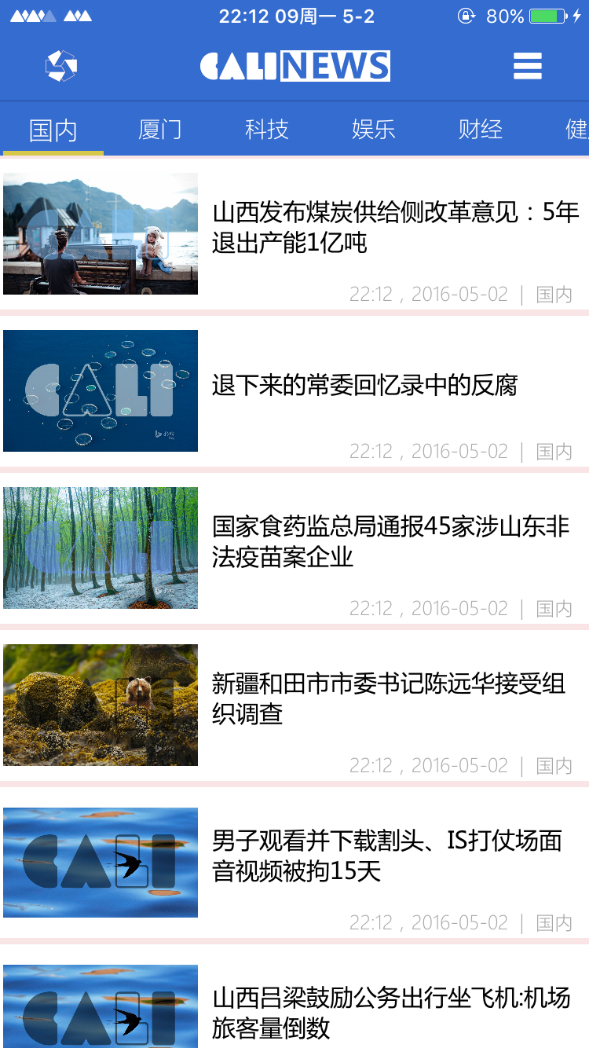 22:12 09周一 5-2
80%
CALINEWS
国内 厦门 科技 娱乐 财经 健
CALI
山西发布煤炭供给侧改革意见：5年
退出产能1亿吨
22:12 , 2016-05-02 | 国内
CALI
退下来的常委回忆录中的反腐
22:12 , 2016-05-02 | 国内
CALI
国家食药监总局通报45家涉山东非
法疫苗案企业
22:12 , 2016-05-02 | 国内
新疆和田市市委书记陈远华接受组
织调查
22:12 , 2016-05-02 | 国内
CALI
男子观看并下载割头、IS打仗场面
音视频被拘15天
22:12 , 2016-05-02 | 国内
CALI
山西吕梁鼓励公务出行坐飞机:机场
旅客量倒数